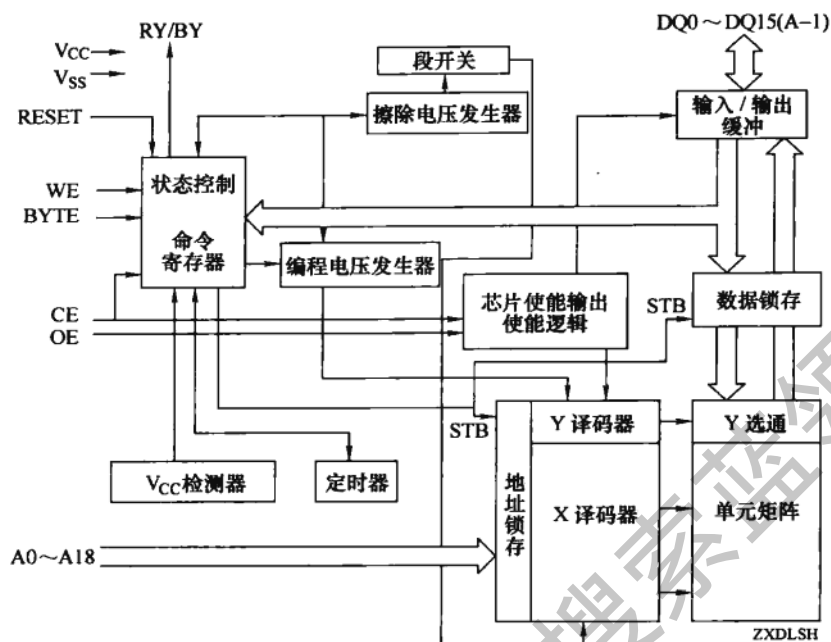 RY/BY
DQ0～DQ15(A-1)
VCC
VSS
段开关
RESET
擦除电压发生器
输入/输出
缓冲
状态控制
WE
BYTE
命令
寄存器
编程电压发生器
CE
OE
芯片使能输出
使能逻辑
STB
数据锁存
STB
Y 译码器
Y 选通
VCC检测器
定时器
地址锁存
X 译码器
单元矩阵
A0～A18
搜索蓝领
ZXDLSH